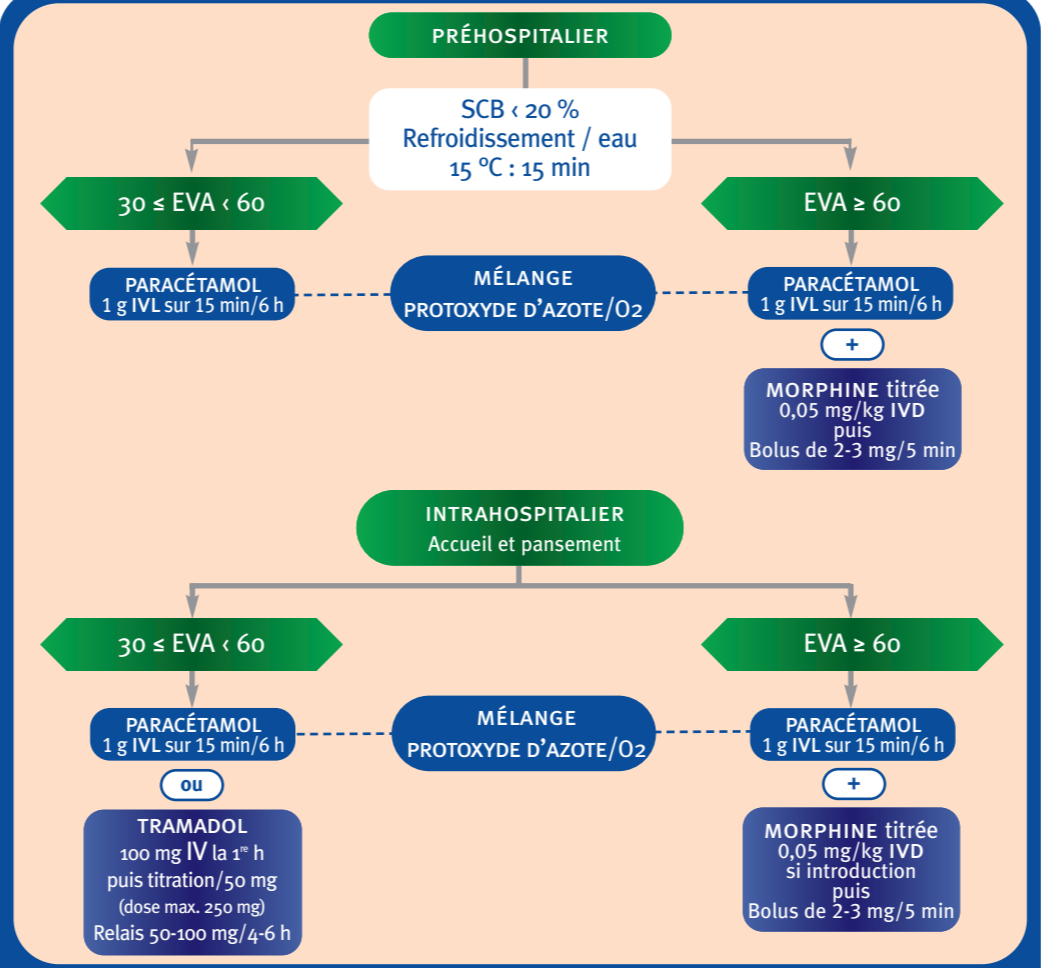 PRÉHOSPITALIER
SCB < 20 %
Refroidissement / eau
15 °C : 15 min
30 ≤ EVA < 60
EVA ≥ 60
PARACÉTAMOL
1 g IVL sur 15 min/6 h
MÉLANGE
PROTOXYDE D'AZOTE/O2
PARACÉTAMOL
1 g IVL sur 15 min/6 h
+
MORPHINE titrée
0,05 mg/kg IVD
puis
Bolus de 2-3 mg/5 min
INTRAHOSPITALIER
Accueil et pansement
30 ≤ EVA < 60
EVA ≥ 60
PARACÉTAMOL
1 g IVL sur 15 min/6 h
ou
TRAMADOL
100 mg IV la 1re h
puis titration/50 mg
(dose max. 250 mg)
Relais 50-100 mg/4-6 h
MÉLANGE
PROTOXYDE D'AZOTE/O2
PARACÉTAMOL
1 g IVL sur 15 min/6 h
+
MORPHINE titrée
0,05 mg/kg IVD
si introduction
puis
Bolus de 2-3 mg/5 min